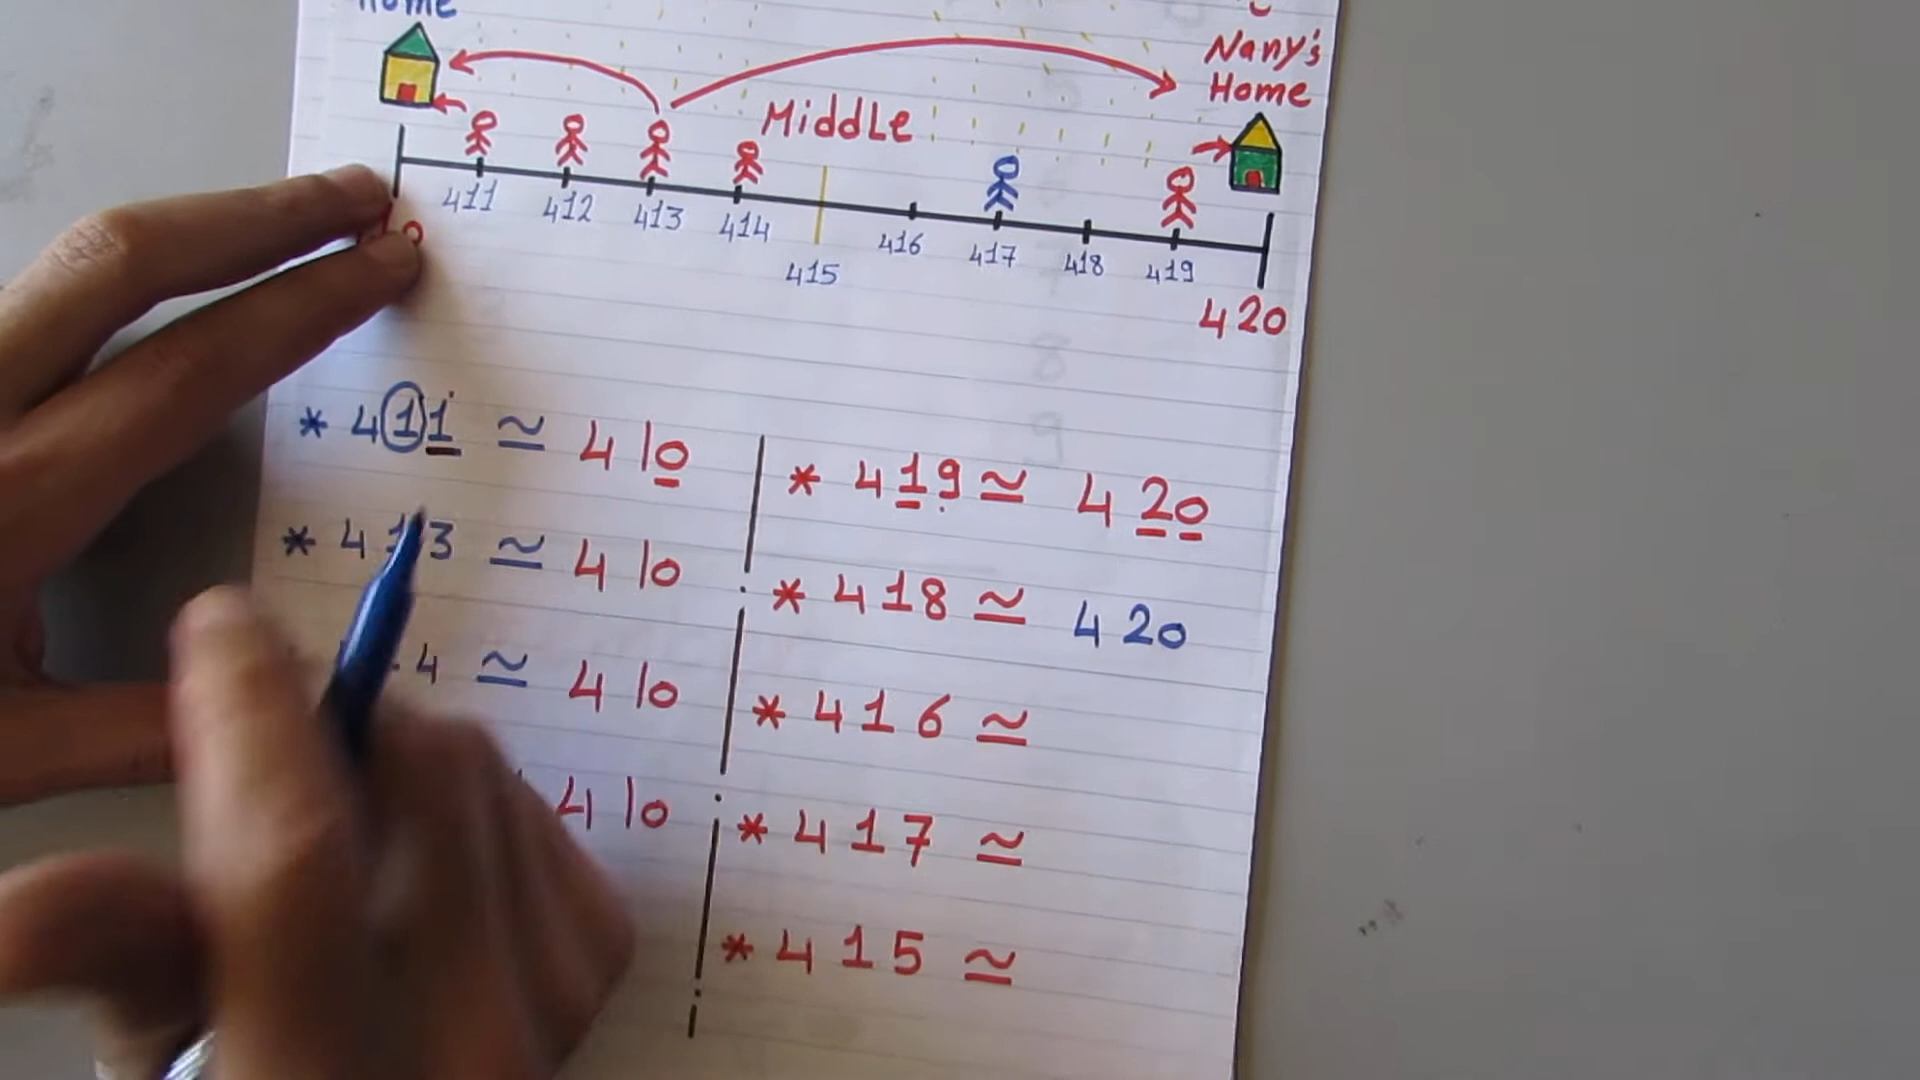 Home
Nany's
Home
Middle
411
412
413
414
415
416
417
418
419
420
* 411 ≃ 410
* 413 ≃ 410
4 ≃ 410
410
* 419 ≃ 420
* 418 ≃ 420
* 416 ≃
* 417 ≃
* 415 ≃